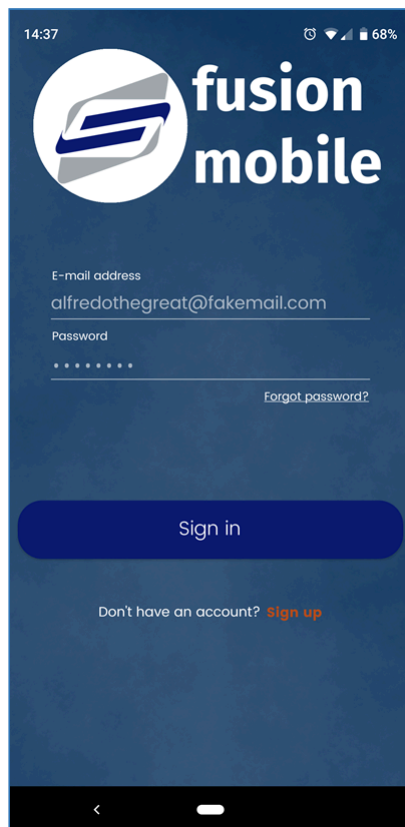 14:37 68%
fusion
mobile
E-mail address
alfredothegreat@fakemail.com
Password
Forgot password?
Sign in
Don't have an account? Sign up